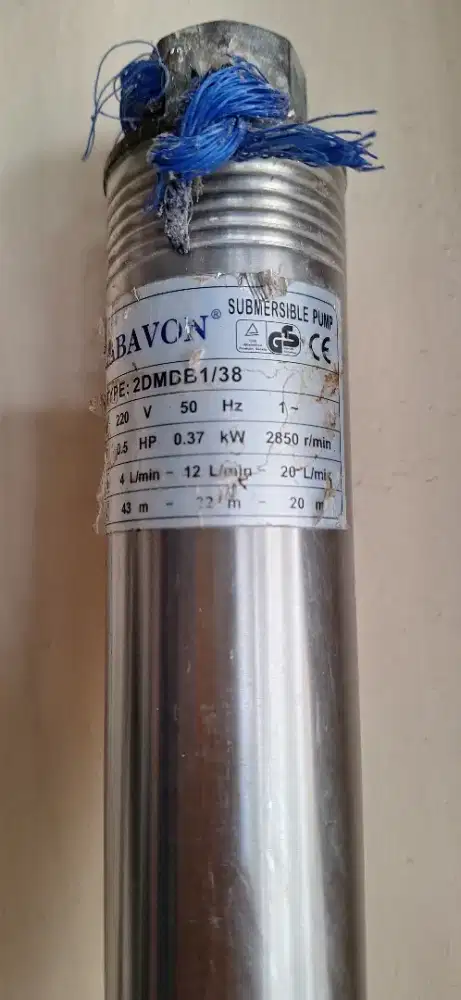 SUBMERSIBLE PUMP
ABAVON®
GS CE
TYPE: 2DMDB1/38
220 V 50 Hz 1~
0.5 HP 0.37 kW 2850 r/min
4 L/min - 12 L/min - 20 L/min
43 m - m - 20 m